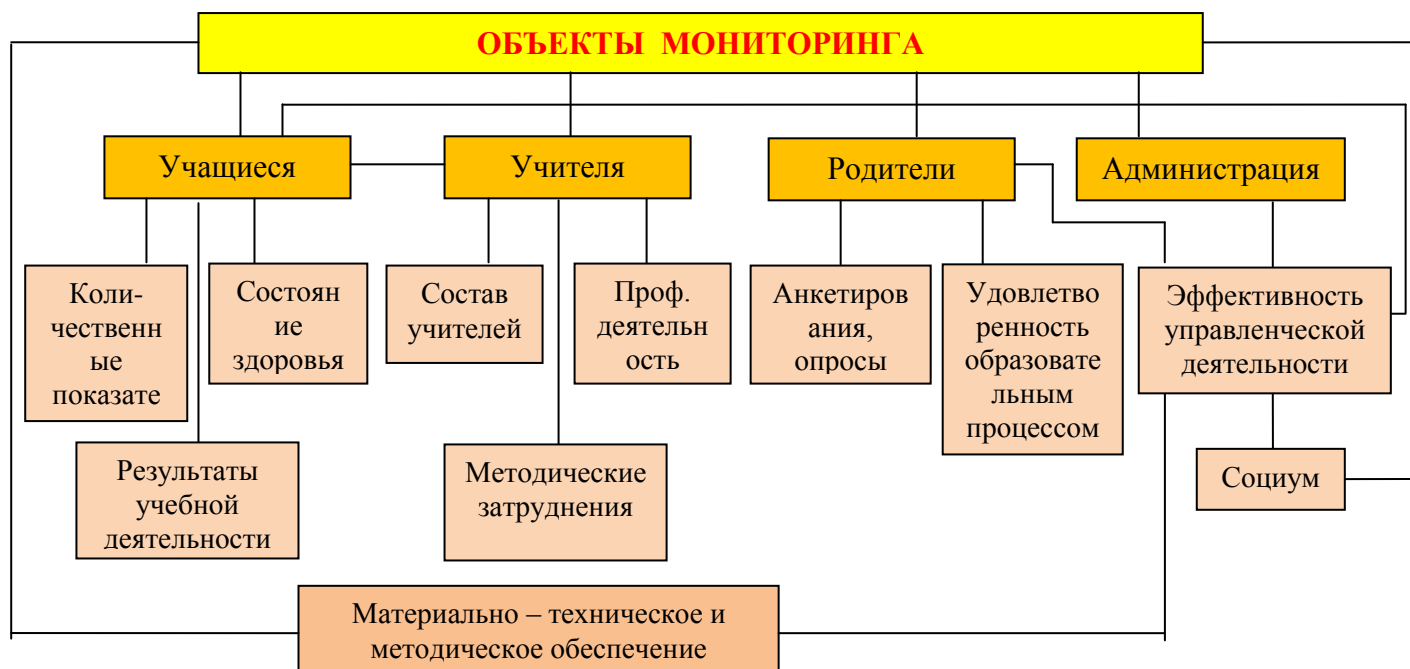 ОБЪЕКТЫ МОНИТОРИНГА
Учащиеся
Учителя
Родители
Администрация
Коли-
чественн
ые
показате
Состоян
ие
здоровья
Состав
учителей
Проф.
деятельн
ость
Анкетиров
ания,
опросы
Удовлетво
ренность
образовате
льным
процессом
Эффективность
управленческой
деятельности
Результаты
учебной
деятельности
Методические
затруднения
Социум
Материально – техническое и
методическое обеспечение